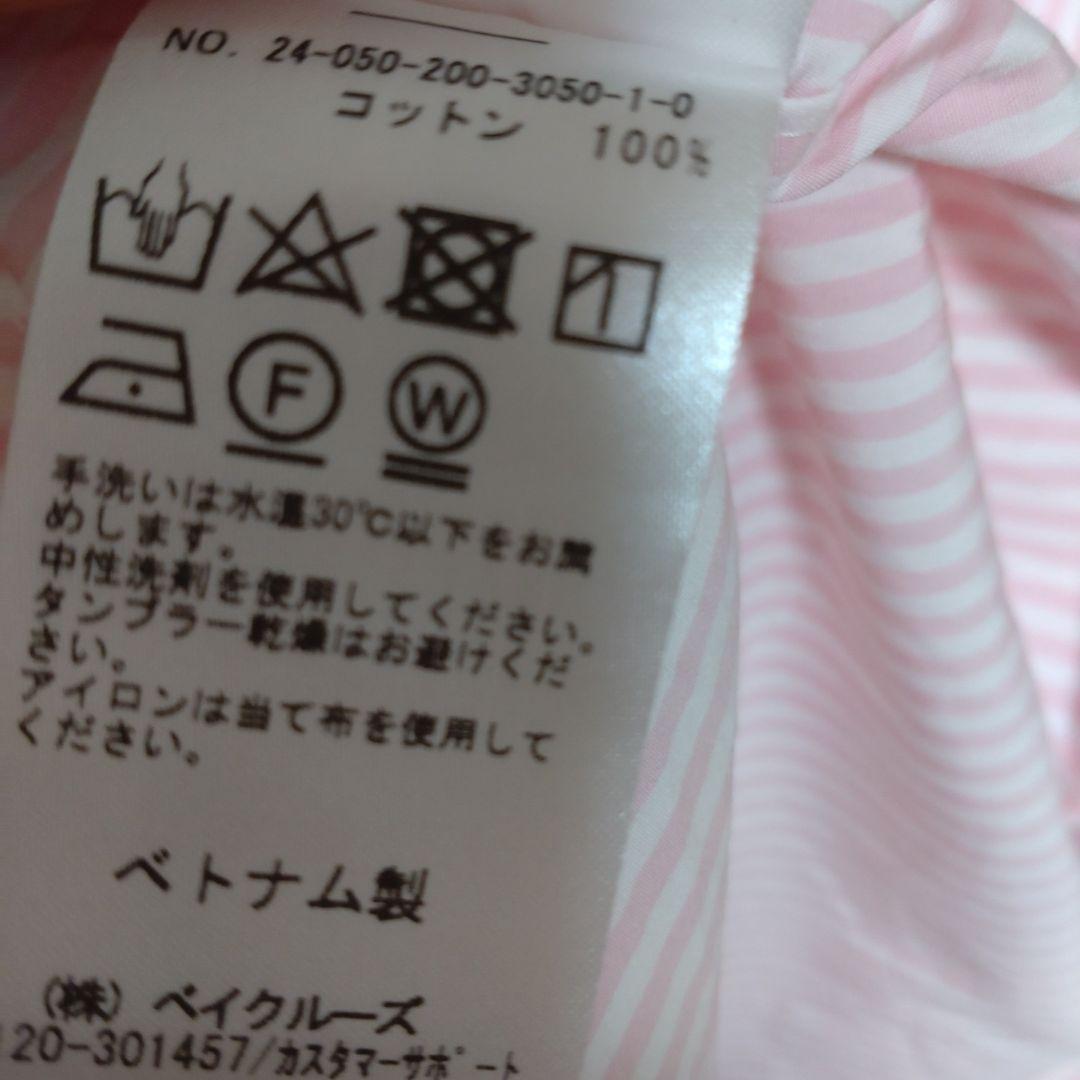 NO. 24-050-200-3050-1-0
コットン 100%
F
W
手洗いは水温30℃以下をお薦
めします。
中性洗剤を使用してください。
タンブラー乾燥はお避けくだ
さい。
アイロンは当て布を使用して
ください。
ベトナム製
(株) ベイクルーズ
120-301457/カスタマーサポート